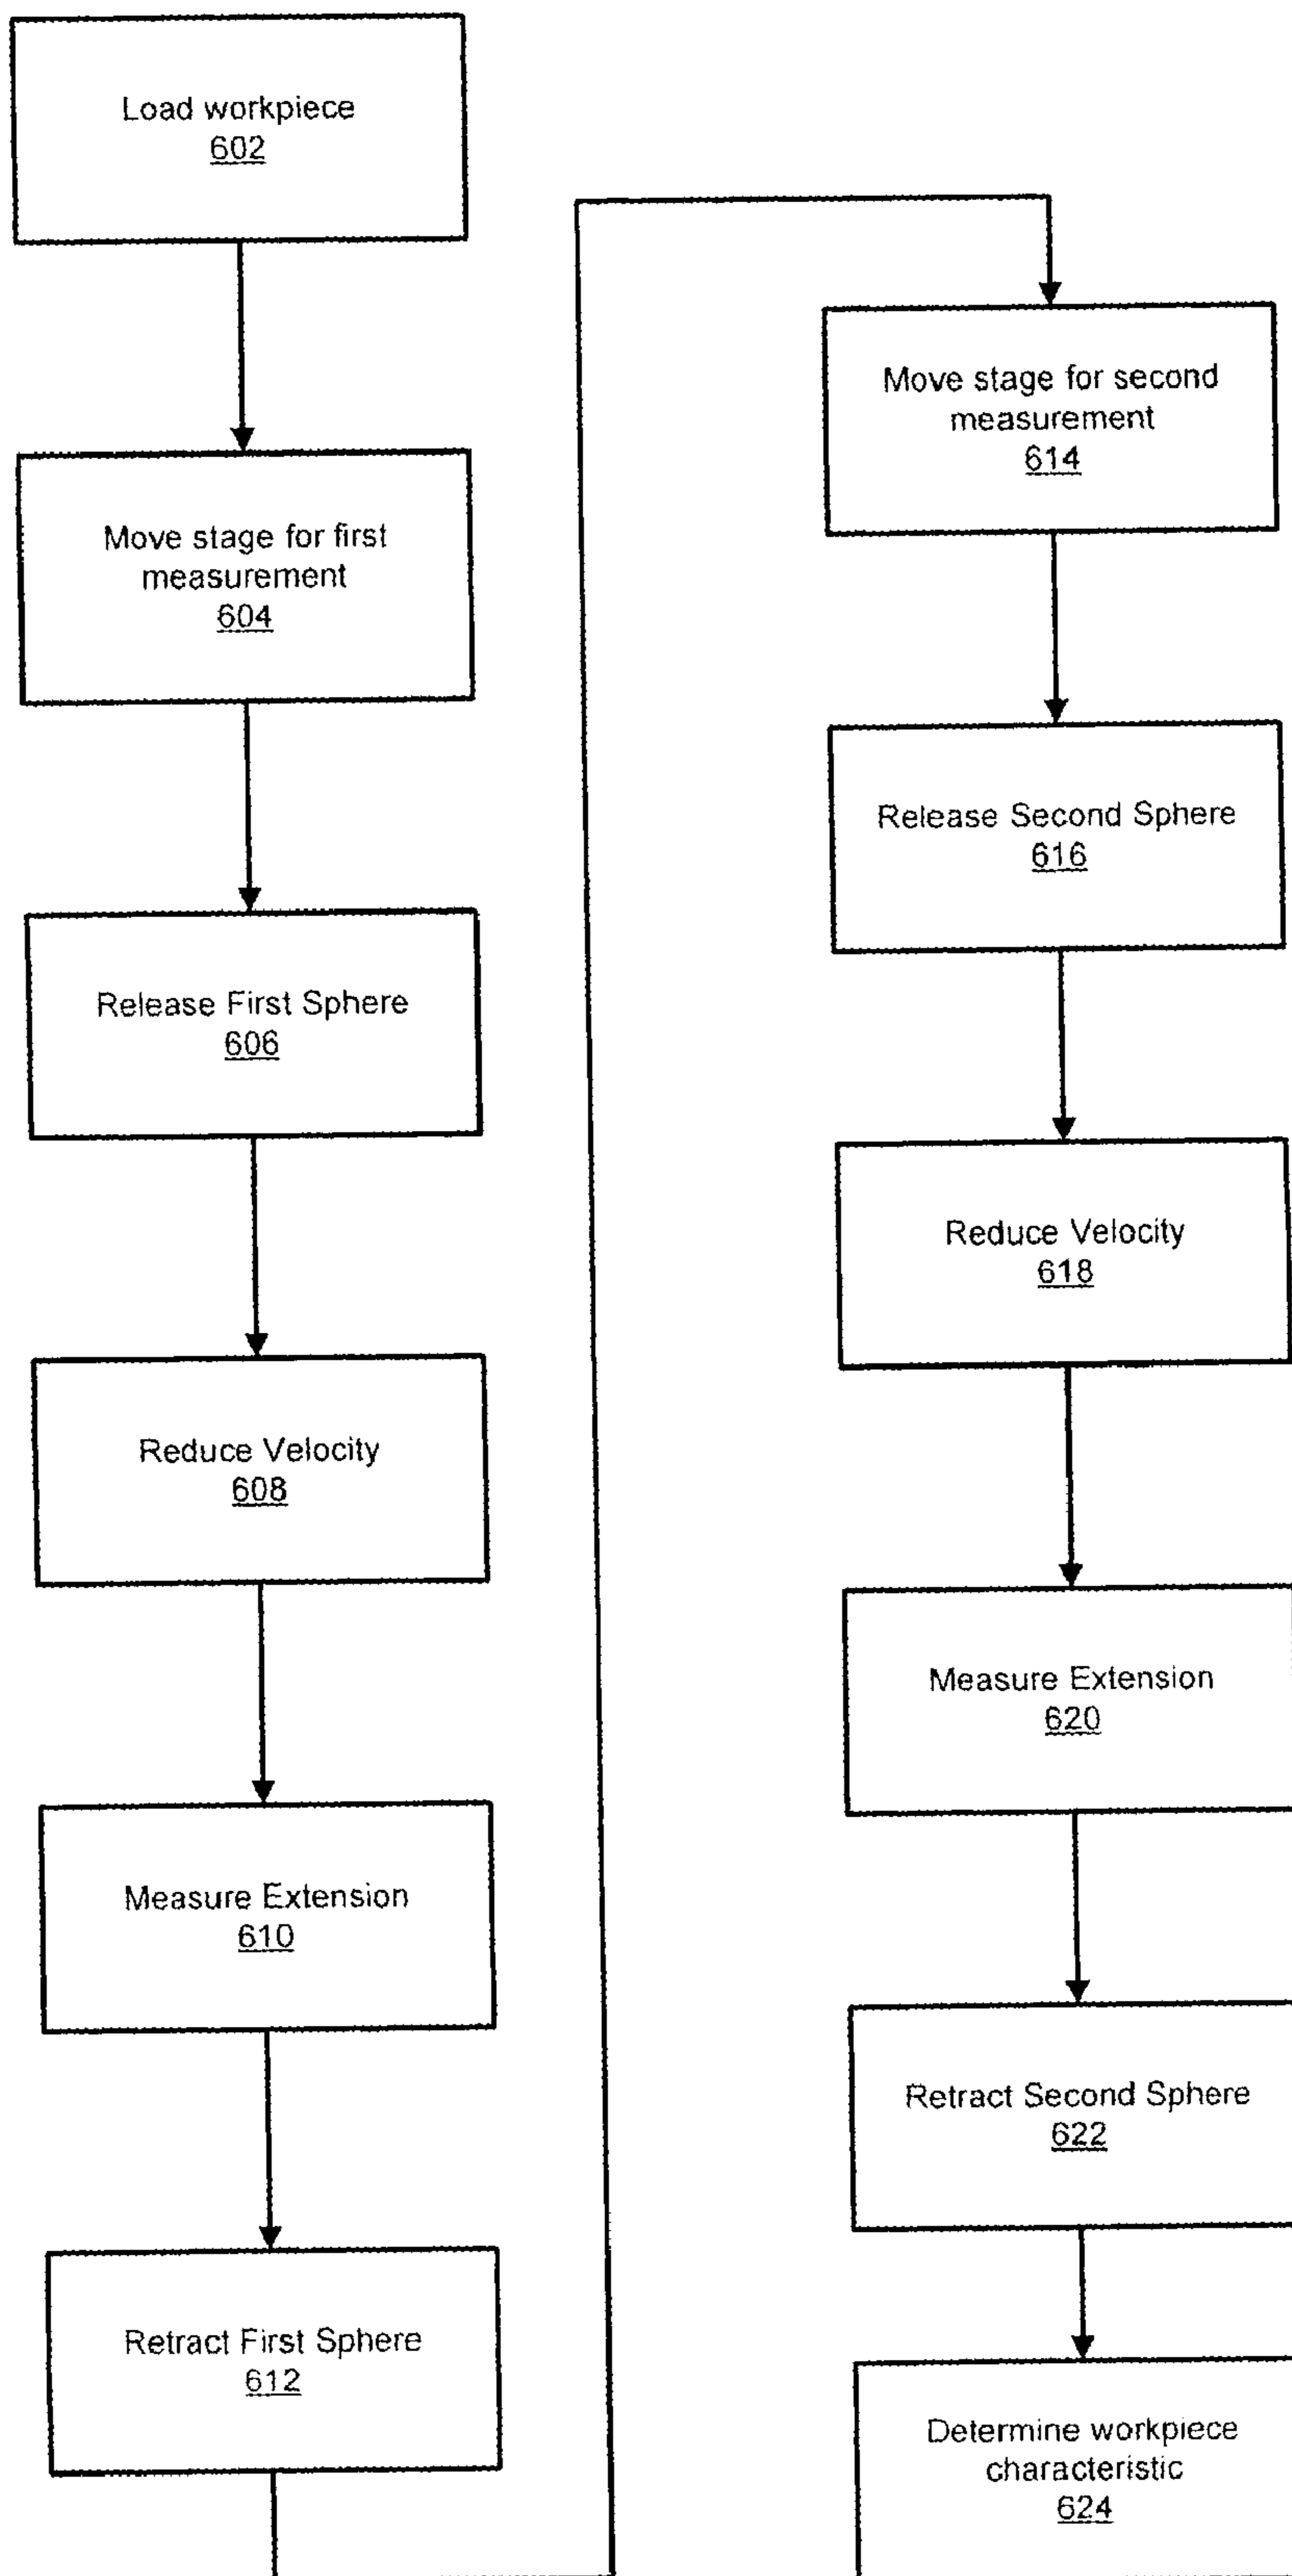 Load workpiece
602
Move stage for first
measurement
604
Release First Sphere
606
Reduce Velocity
608
Measure Extension
610
Retract First Sphere
612
Move stage for second
measurement
614
Release Second Sphere
616
Reduce Velocity
618
Measure Extension
620
Retract Second Sphere
622
Determine workpiece
characteristic
624